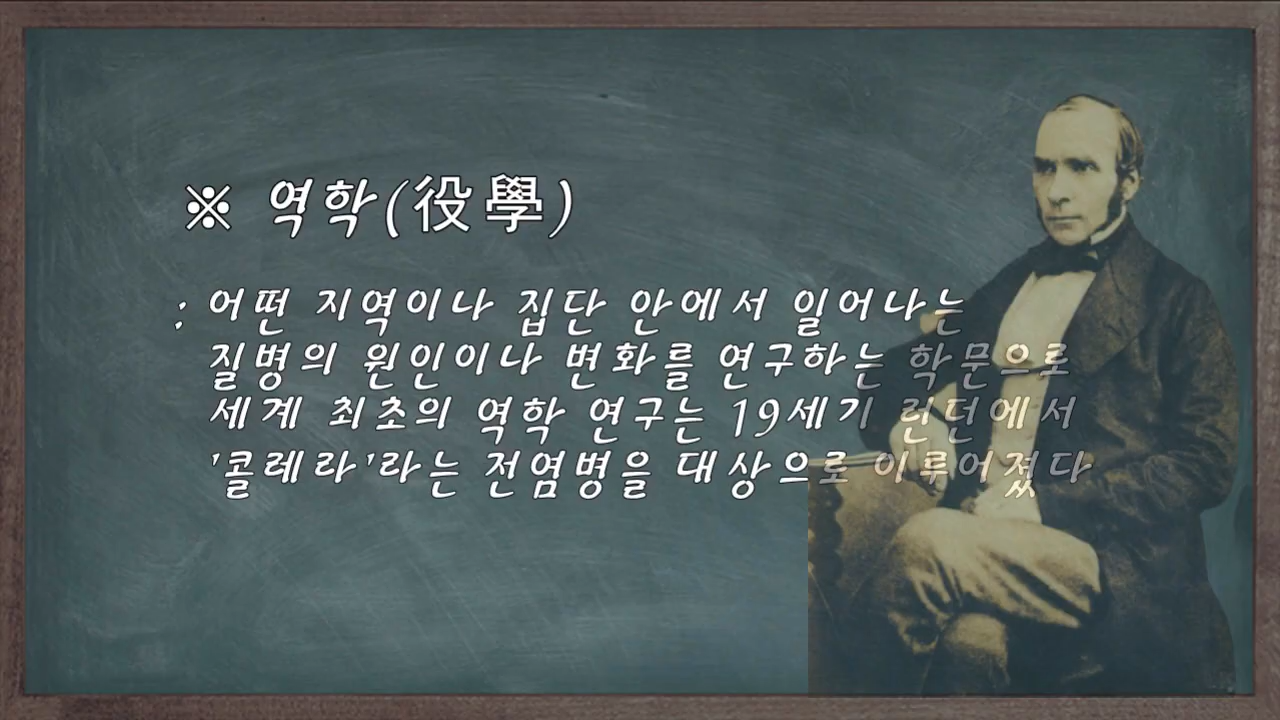 ※ 역학(役學)
: 어떤 지역이나 집단 안에서 일어나는
질병의 원인이나 변화를 연구하는 학문으로
세계 최초의 역학 연구는 19세기 런던에서
'콜레라'라는 전염병을 대상으로 이루어졌다